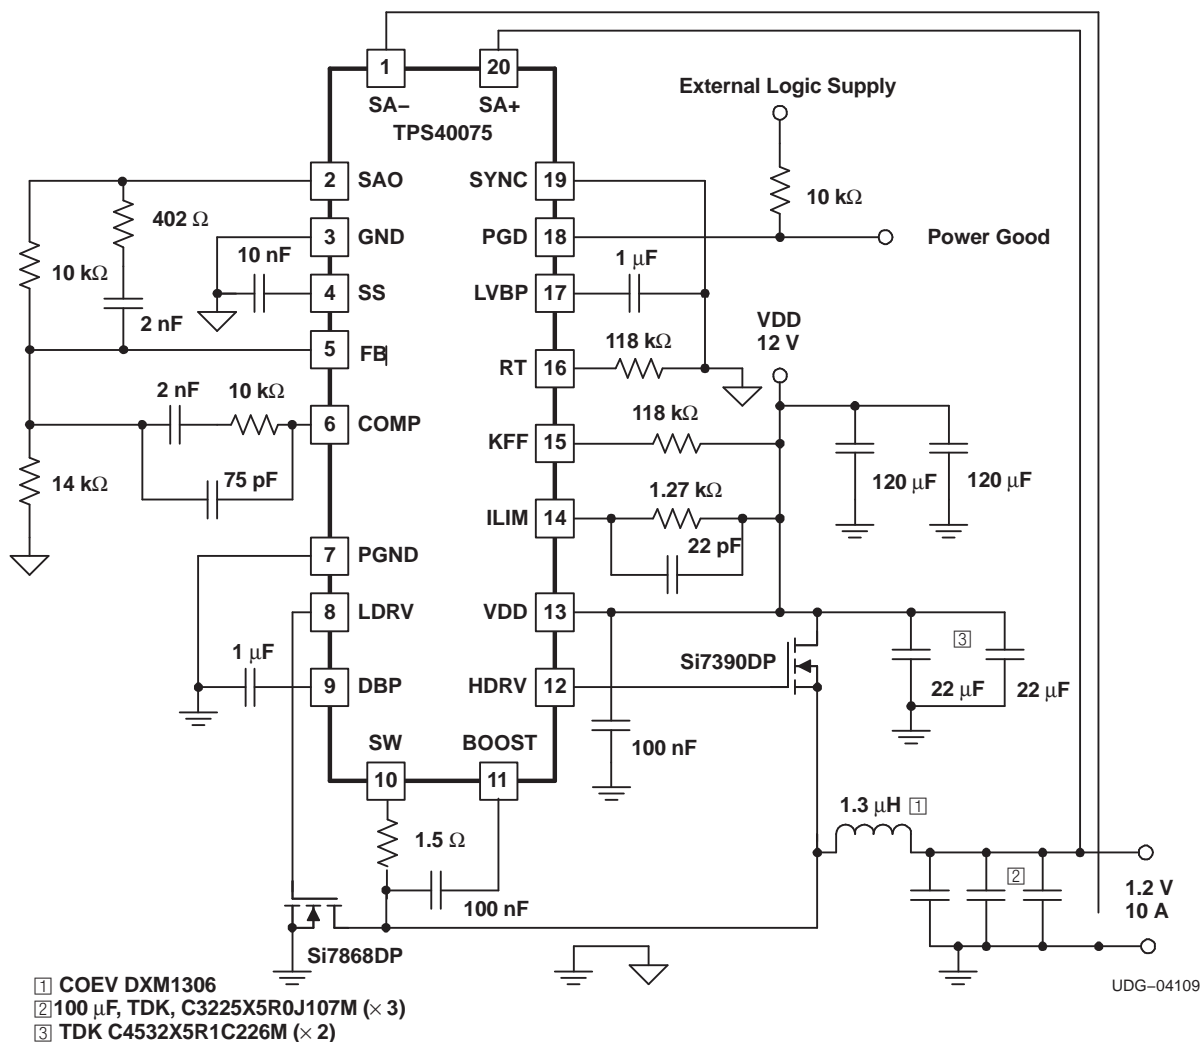 1
20
SA−
SA+
TPS40075
External Logic Supply
2
SAO
SYNC
19
10 kΩ
402 Ω
3
GND
PGD
18
Power Good
10 nF
1 µF
10 kΩ
4
SS
LVBP
17
2 nF
VDD
12 V
5
FB
118 kΩ
RT
16
2 nF
10 kΩ
118 kΩ
6
COMP
KFF
15
14 kΩ
75 pF
120 µF
120 µF
1.27 kΩ
ILIM
14
22 pF
7
PGND
8
LDRV
VDD
13
1 µF
Si7390DP
3
9
DBP
HDRV
12
22 µF
22 µF
SW
BOOST
100 nF
10
11
1.3 µH 1
1.5 Ω
2
1.2 V
10 A
100 nF
Si7868DP
1 COEV DXM1306
UDG−04109
2 100 µF, TDK, C3225X5R0J107M (× 3)
3 TDK C4532X5R1C226M (× 2)